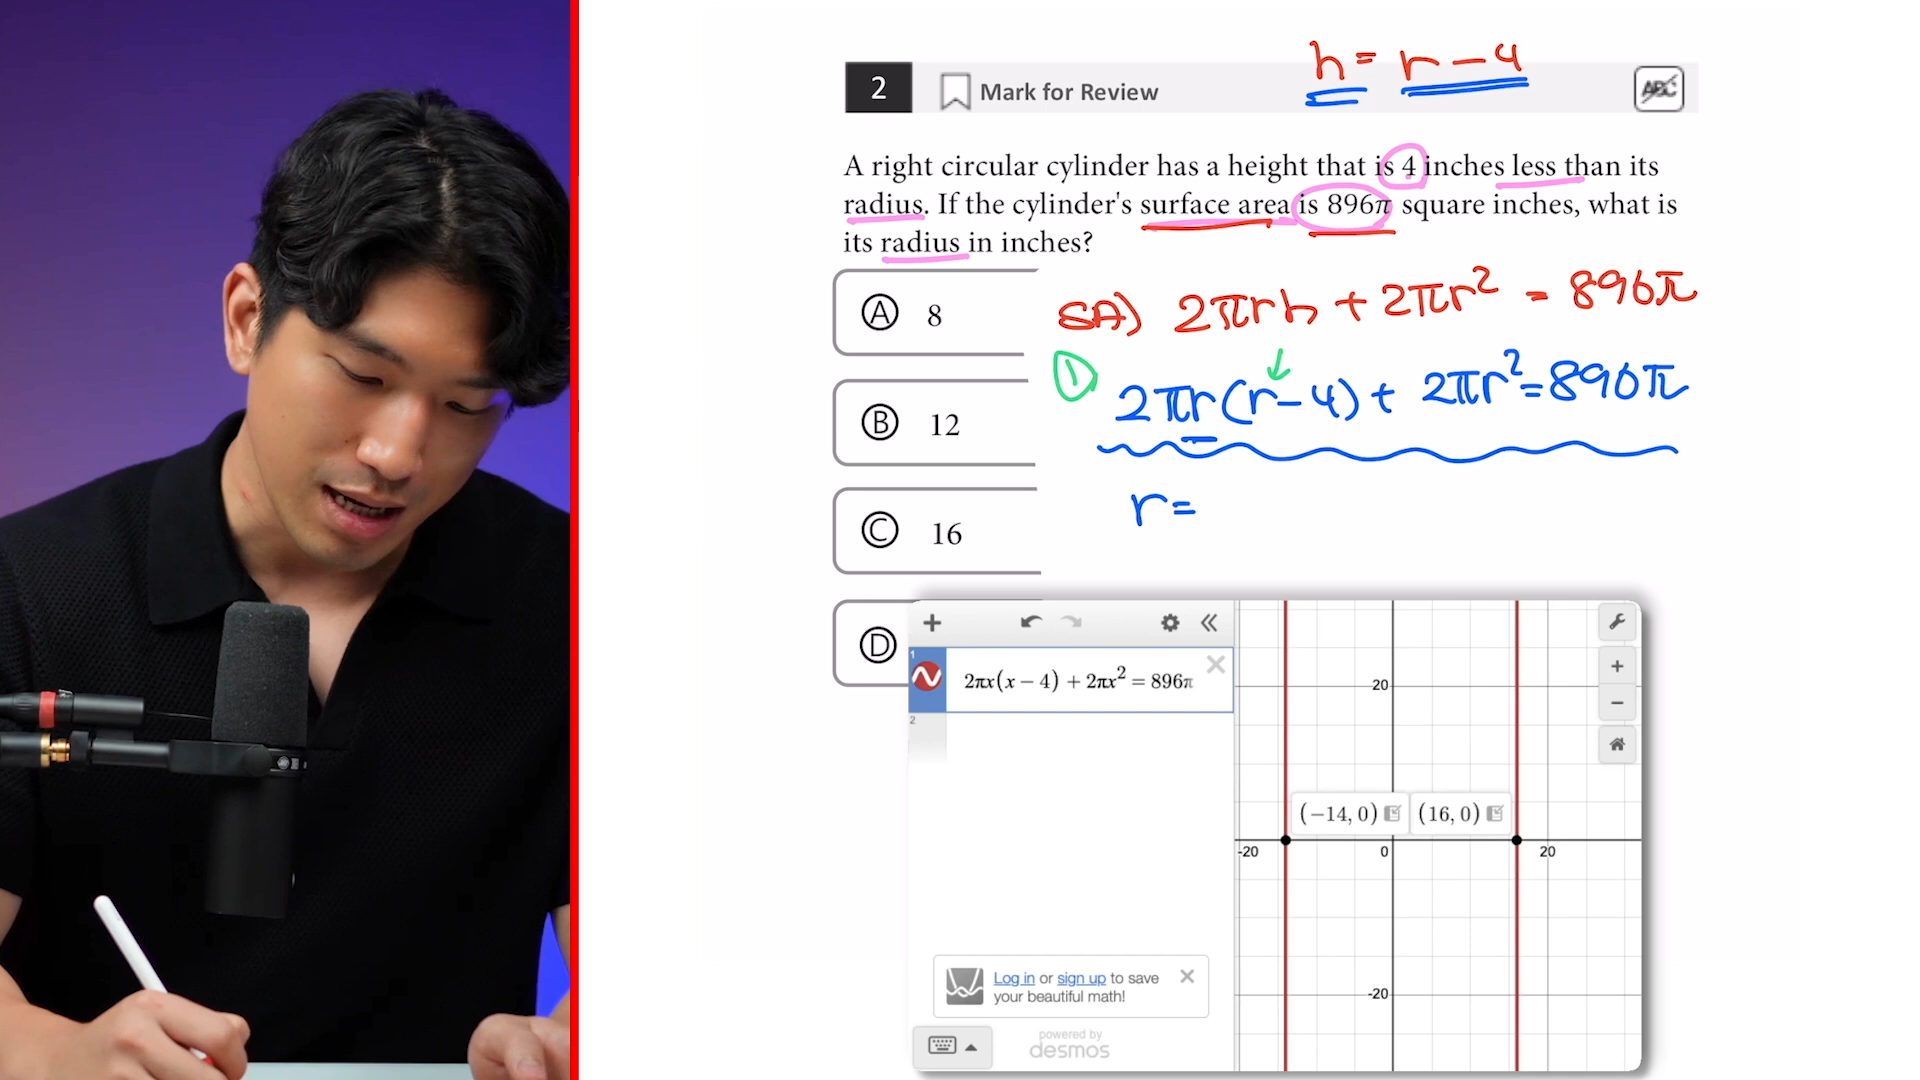 h = r - 4
2 Mark for Review ABC
A right circular cylinder has a height that is 4 inches less than its
radius. If the cylinder's surface area is 896π square inches, what is
its radius in inches?
A 8
SA) 2πrh + 2πr² = 896π
① 2πr(r-4) + 2πr² = 896π
B 12
r =
C 16
D
1
2πx(x − 4) + 2πx² = 896π
2
20
(−14, 0) (16, 0)
-20 0 20
-20
Log in or sign up to save
your beautiful math!
powered by
desmos